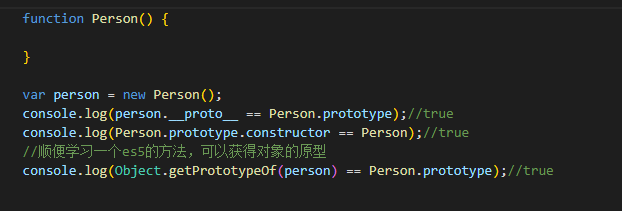 function Person() {
}
var person = new Person();
console.log(person.__proto__ == Person.prototype);//true
console.log(Person.prototype.constructor == Person);//true
//顺便学习一个es5的方法，可以获得对象的原型
console.log(Object.getPrototypeOf(person) == Person.prototype);//true